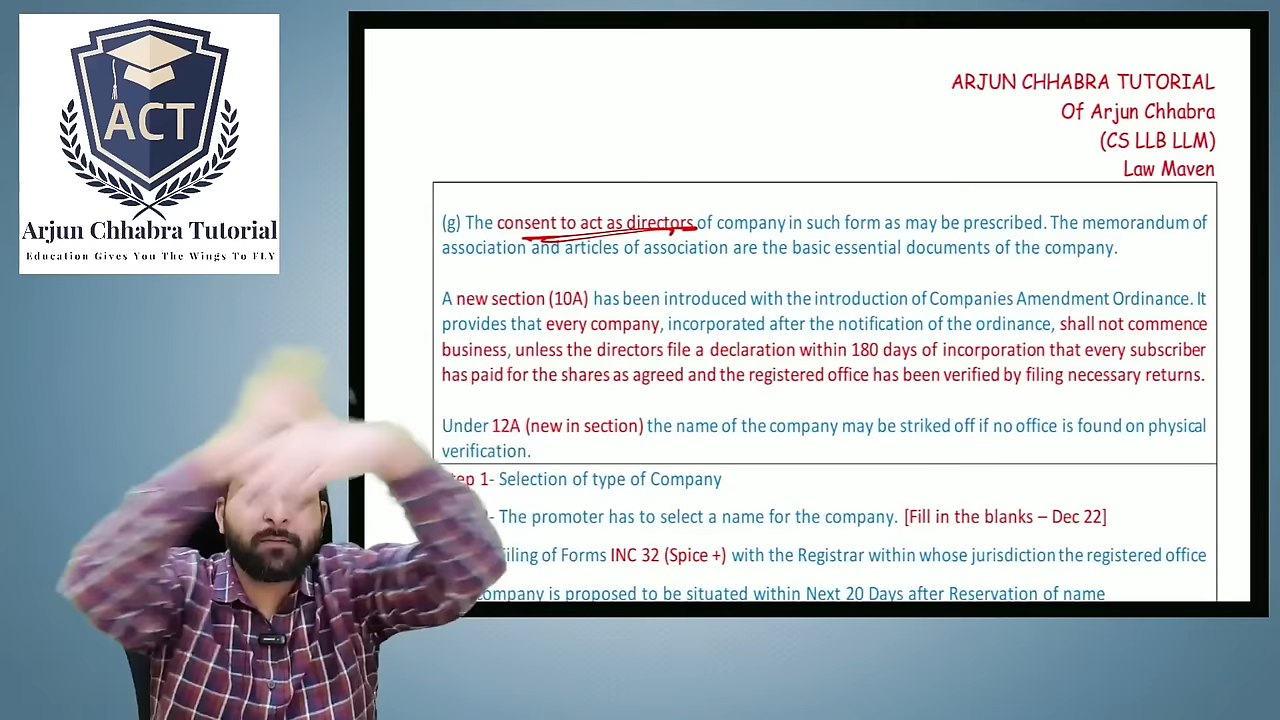 ACT
Arjun Chhabra Tutorial
Education Gives You The Wings To FLY
ARJUN CHHABRA TUTORIAL
Of Arjun Chhabra
(CS LLB LLM)
Law Maven
(g) The consent to act as directors of company in such form as may be prescribed. The memorandum of
association and articles of association are the basic essential documents of the company.
A new section (10A) has been introduced with the introduction of Companies Amendment Ordinance. It
provides that every company, incorporated after the notification of the ordinance, shall not commence
business, unless the directors file a declaration within 180 days of incorporation that every subscriber
has paid for the shares as agreed and the registered office has been verified by filing necessary returns.
Under 12A (new in section) the name of the company may be striked off if no office is found on physical
verification.
1- Selection of type of Company
- The promoter has to select a name for the company. [Fill in the blanks – Dec 22]
of Forms INC 32 (Spice +) with the Registrar within whose jurisdiction the registered office
is proposed to be situated within Next 20 Days after Reservation of name